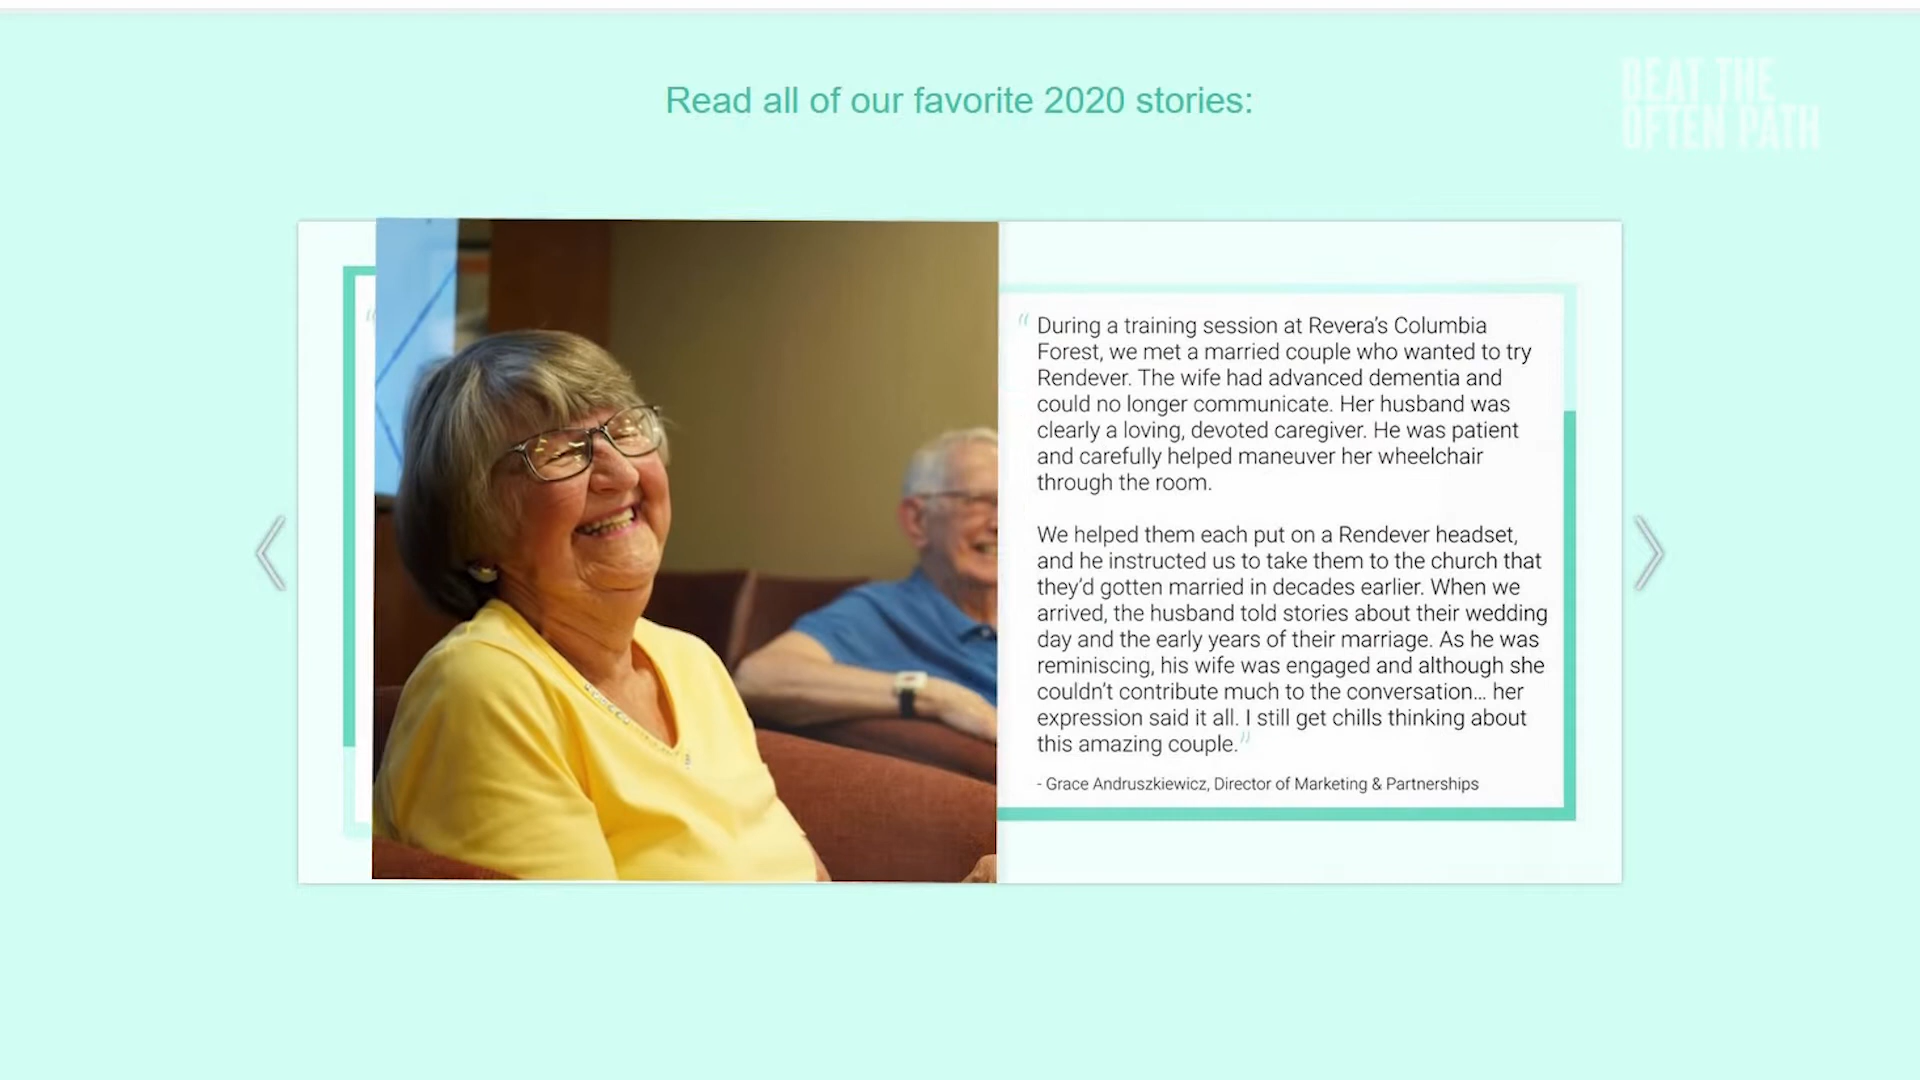 Read all of our favorite 2020 stories:
BEAT THE
OFTEN PATH
“ During a training session at Revera’s Columbia
Forest, we met a married couple who wanted to try
Rendever. The wife had advanced dementia and
could no longer communicate. Her husband was
clearly a loving, devoted caregiver. He was patient
and carefully helped maneuver her wheelchair
through the room.
We helped them each put on a Rendever headset,
and he instructed us to take them to the church that
they’d gotten married in decades earlier. When we
arrived, the husband told stories about their wedding
day and the early years of their marriage. As he was
reminiscing, his wife was engaged and although she
couldn’t contribute much to the conversation... her
expression said it all. I still get chills thinking about
this amazing couple.”
- Grace Andruszkiewicz, Director of Marketing & Partnerships